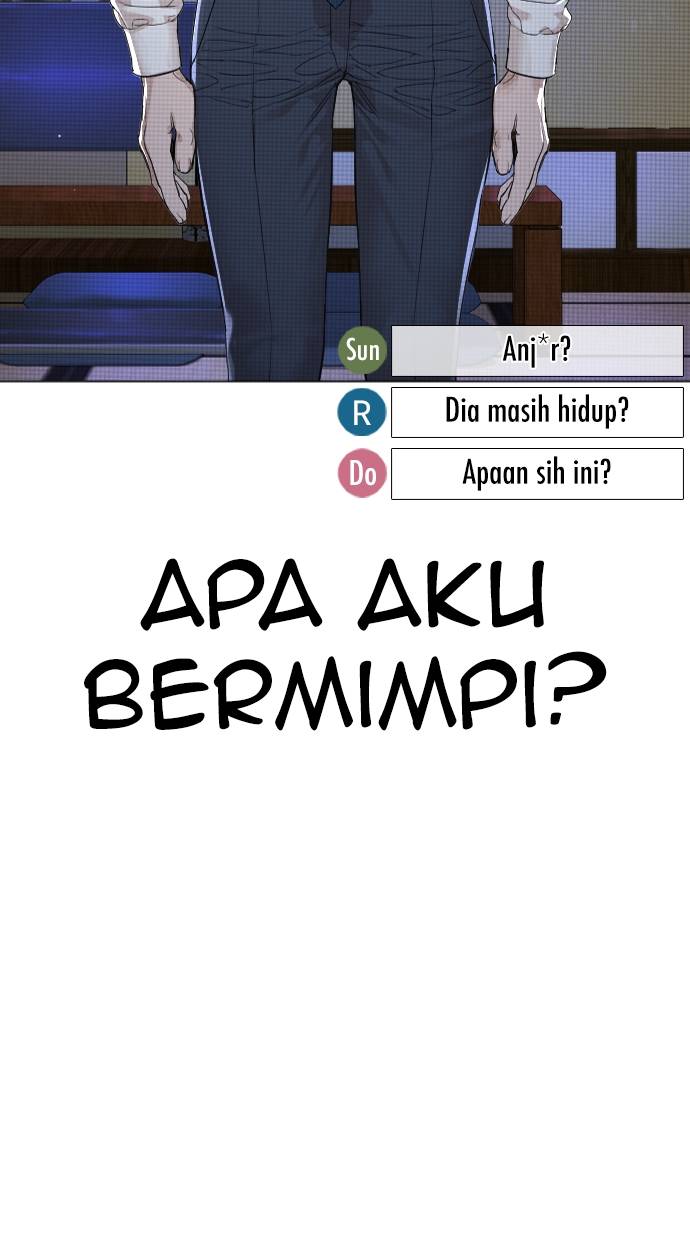 Sun Anj*r?
R Dia masih hidup?
Do Apaan sih ini?
APA AKU
BERMIMPI?